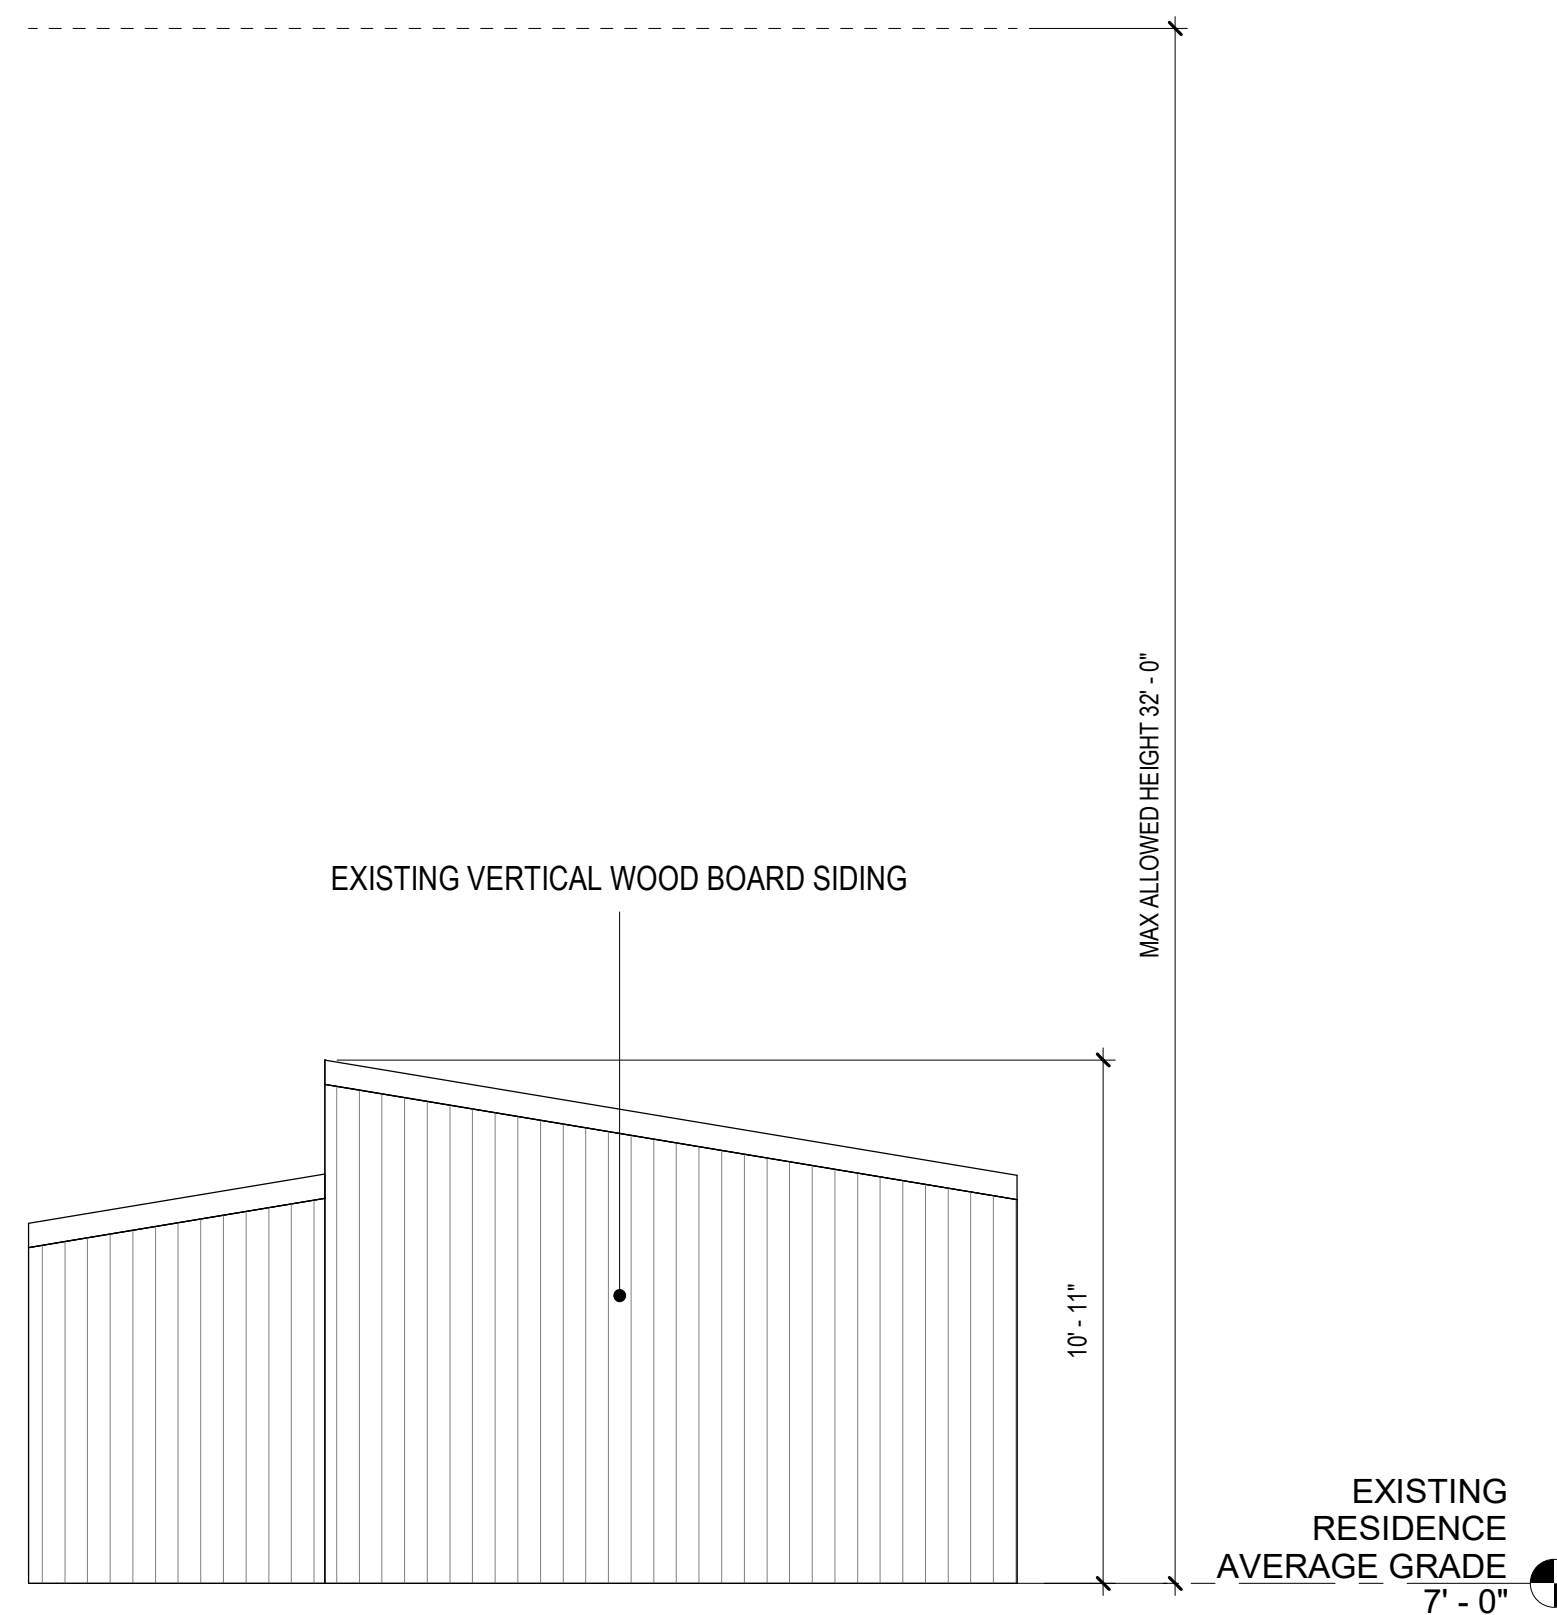 MAX ALLOWED HEIGHT 32' - 0"
EXISTING VERTICAL WOOD BOARD SIDING
10' - 11"
EXISTING
RESIDENCE
AVERAGE GRADE
7' - 0"